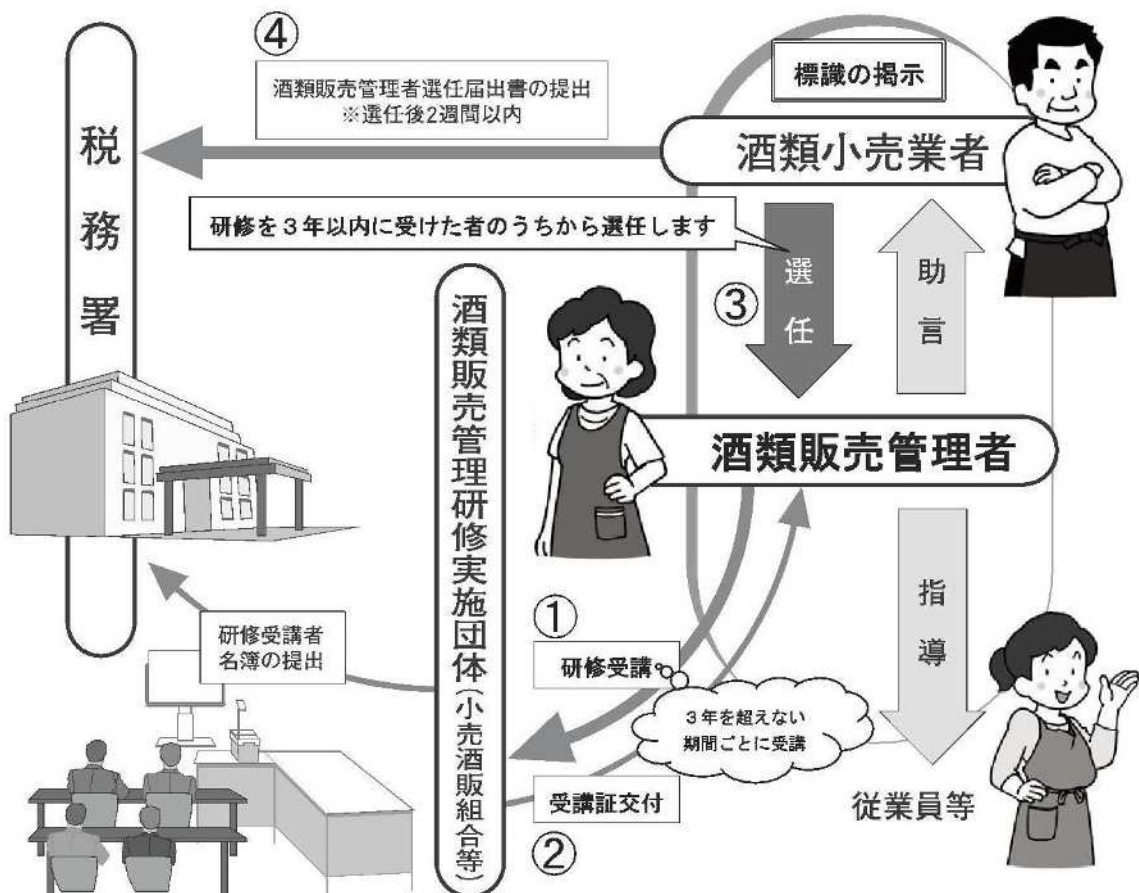 ④
酒類販売管理者選任届出書の提出
※選任後2週間以内
標識の掲示
酒類小売業者
税務署
研修を３年以内に受けた者のうちから選任します
③
選任
助言
酒類販売管理者
酒類販売管理研修実施団体(小売酒販組合等)
指導
①
研修受講
研修受講者
名簿の提出
３年を超えない
期間ごとに受講
受講証交付
②
従業員等